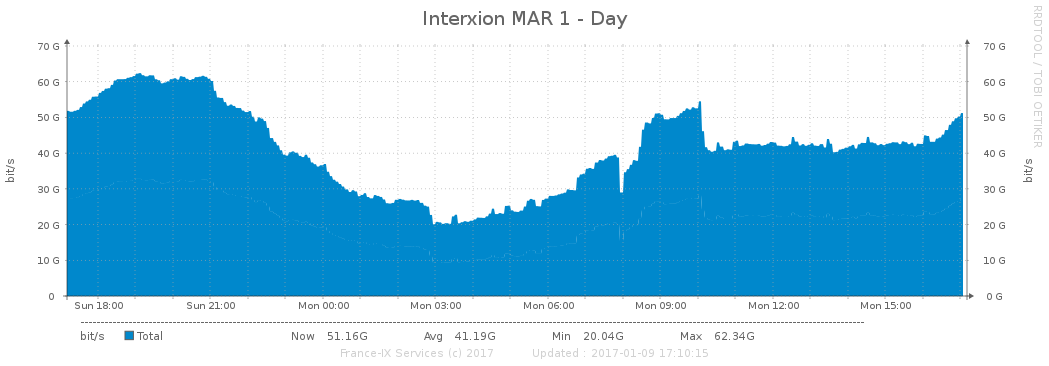 Interxion MAR 1 - Day
RRDTOOL / TOBI OETIKER
70 G 70 G
60 G 60 G
50 G 50 G
40 G 40 G
30 G 30 G
20 G 20 G
10 G 10 G
0 0 G
bit/s bit/s
Sun 18:00 Sun 21:00 Mon 00:00 Mon 03:00 Mon 06:00 Mon 09:00 Mon 12:00 Mon 15:00
bit/s Total Now 51.16G Avg 41.19G Min 20.04G Max 62.34G
France-IX Services (c) 2017 Updated : 2017-01-09 17:10:15